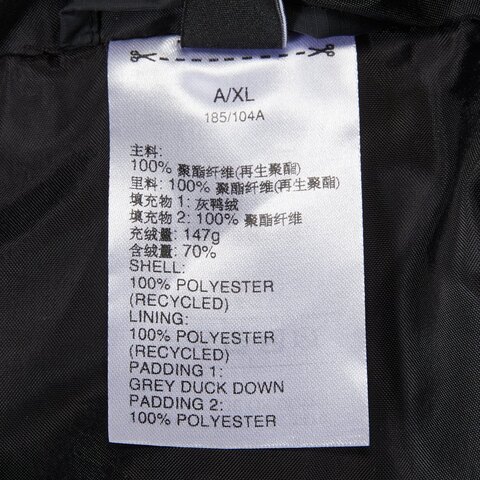 A/XL
185/104A
主料:
100% 聚酯纤维(再生聚酯)
里料: 100% 聚酯纤维(再生聚酯)
填充物 1: 灰鸭绒
填充物 2: 100% 聚酯纤维
充绒量: 147g
含绒量: 70%
SHELL:
100% POLYESTER
(RECYCLED)
LINING:
100% POLYESTER
(RECYCLED)
PADDING 1:
GREY DUCK DOWN
PADDING 2:
100% POLYESTER